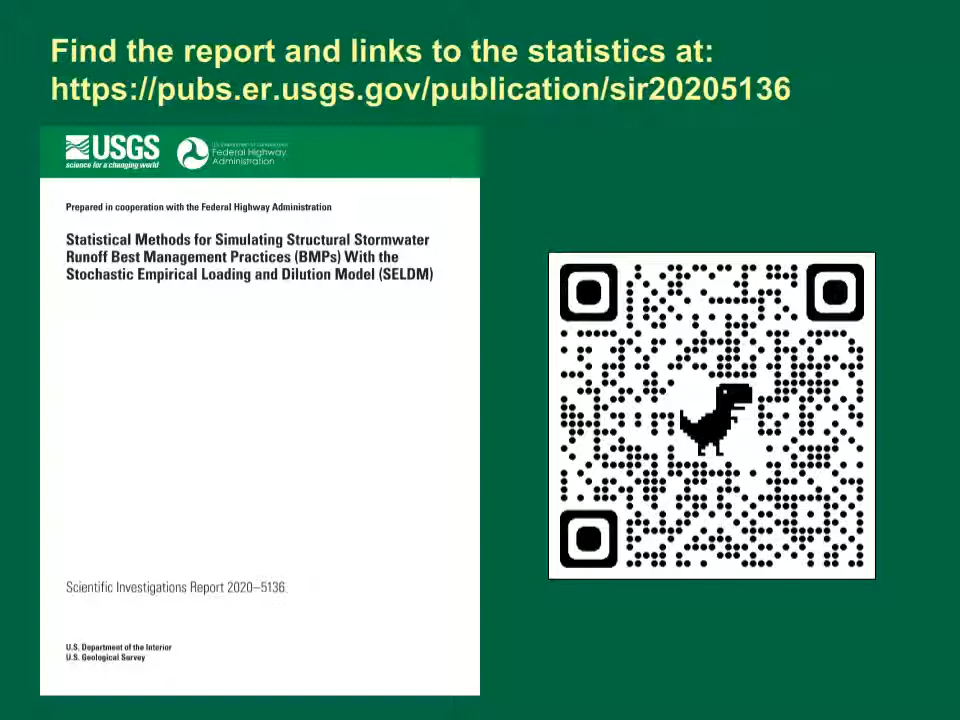 Find the report and links to the statistics at:
https://pubs.er.usgs.gov/publication/sir20205136
USGS
science for a changing world
U.S. Department of Transportation
Federal Highway
Administration
Prepared in cooperation with the Federal Highway Administration
Statistical Methods for Simulating Structural Stormwater
Runoff Best Management Practices (BMPs) With the
Stochastic Empirical Loading and Dilution Model (SELDM)
Scientific Investigations Report 2020–5136
U.S. Department of the Interior
U.S. Geological Survey